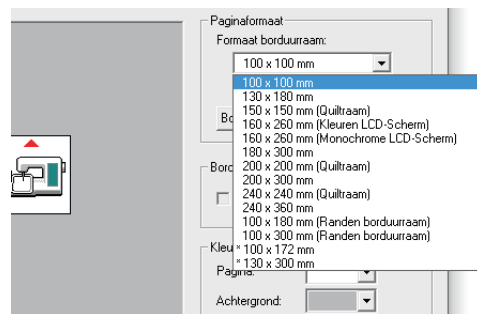 Paginaformaat
Formaat borduurraam:
100 x 100 mm
100 x 100 mm
130 x 180 mm
150 x 150 mm (Quiltraam)
160 x 260 mm (Kleuren LCD-Scherm)
160 x 260 mm (Monochrome LCD-Scherm)
180 x 300 mm
200 x 200 mm (Quiltraam)
200 x 300 mm
240 x 240 mm (Quiltraam)
240 x 360 mm
100 x 180 mm (Randen borduurraam)
100 x 300 mm (Randen borduurraam)
* 100 x 172 mm
* 130 x 300 mm
Pagina:
Achtergrond: